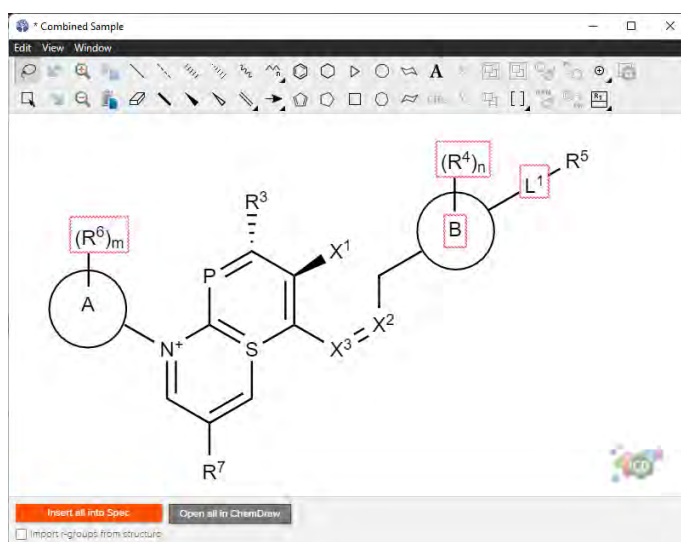 * Combined Sample
Edit View Window
A
[ ]
R1
(R⁴)n
R⁵
L¹
R³
B
(R⁶)m
X¹
P
A
X²
N⁺
S
X³
R⁷
Insert all into Spec
Open all in ChemDraw
Import r-groups from structure